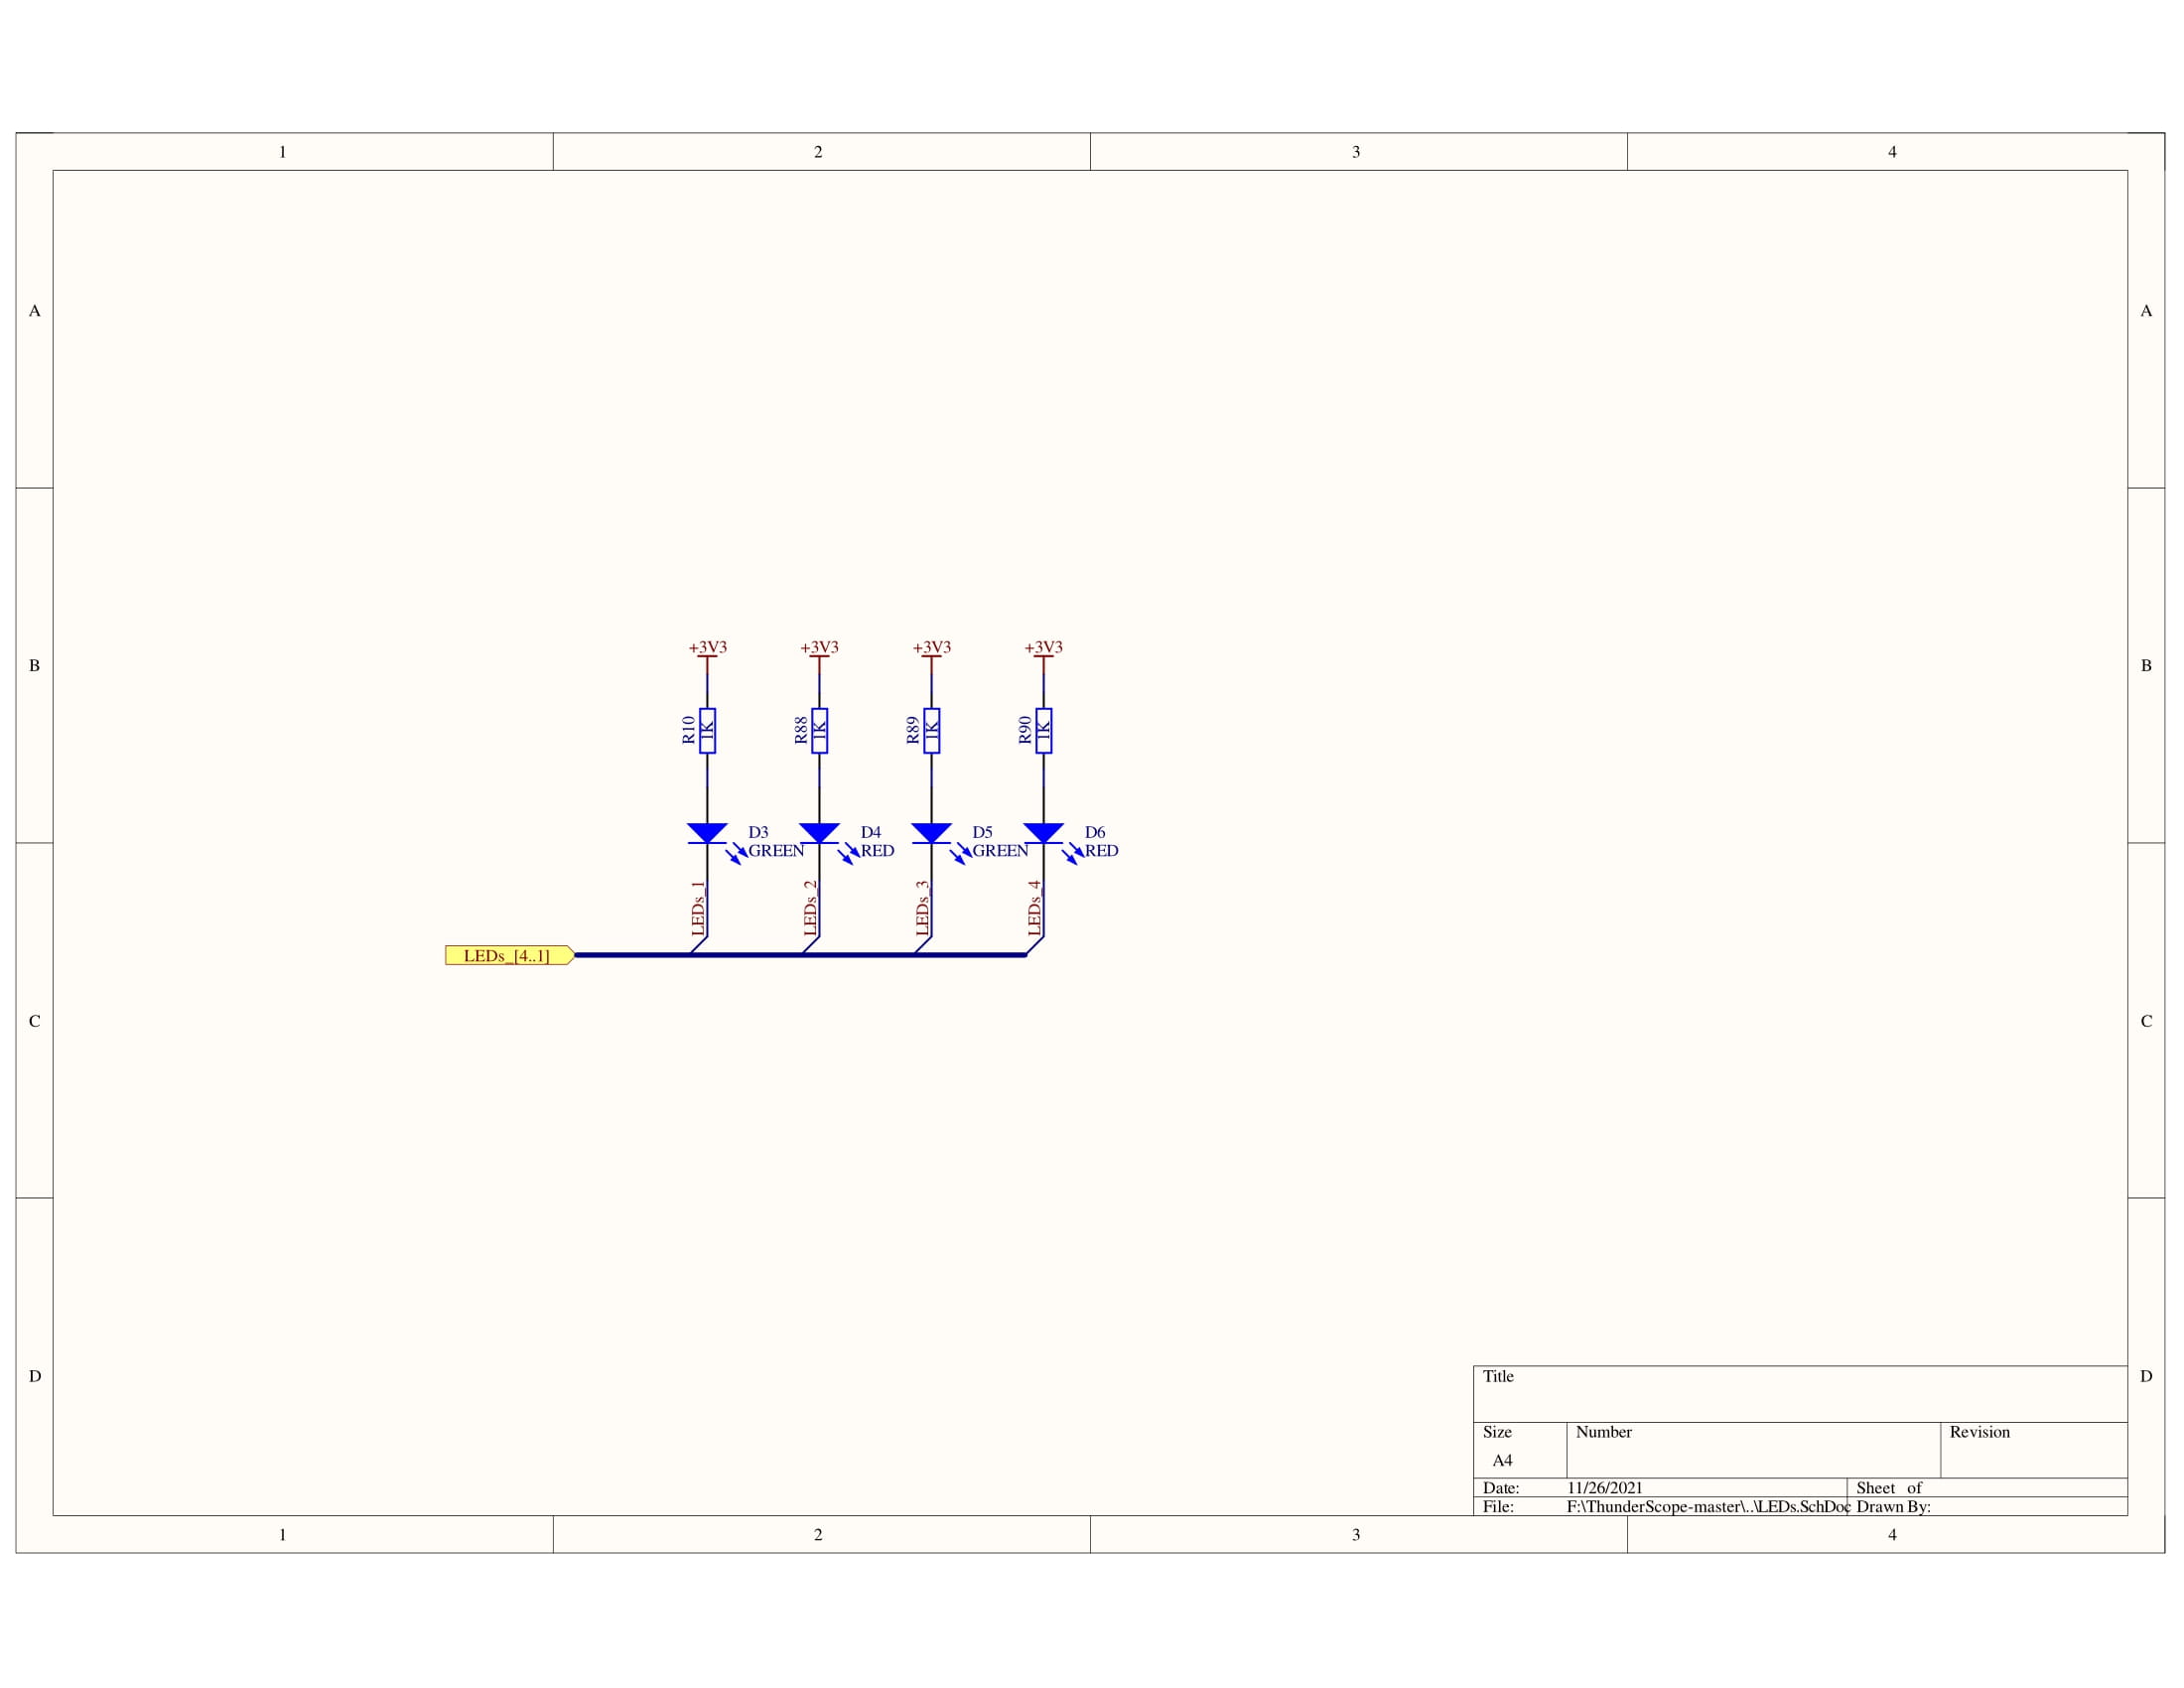 1 2 3 4
A A
+3V3 +3V3 +3V3 +3V3
B B
R10 1K R88 1K R89 1K R90 1K
D3 D4 D5 D6
GREEN RED GREEN RED
LEDs_1 LEDs_2 LEDs_3 LEDs_4
LEDs_[4..1]
C C
D D
Title
Size Number Revision
A4
Date: 11/26/2021 Sheet of
File: F:\ThunderScope-master\..\LEDs.SchDoc Drawn By:
1 2 3 4